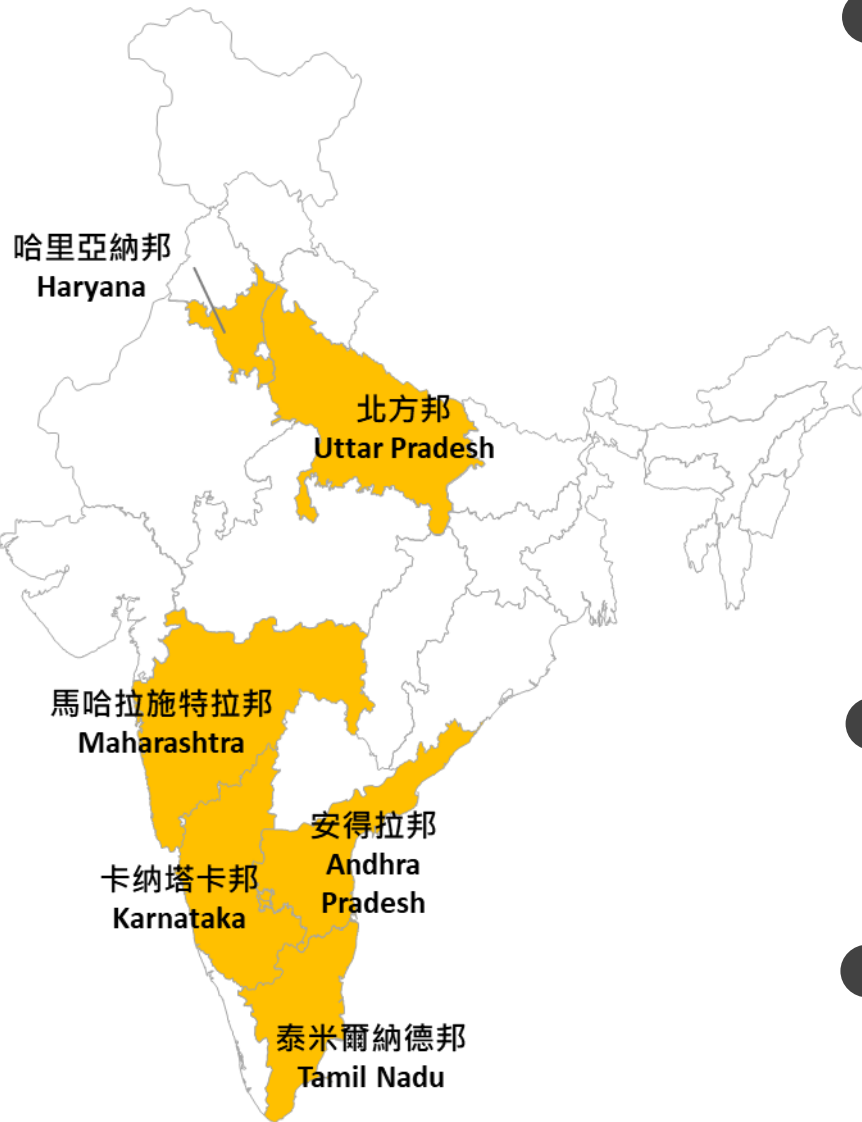 哈里亞納邦
Haryana
北方邦
Uttar Pradesh
馬哈拉施特拉邦
Maharashtra
安得拉邦
Andhra
Pradesh
卡纳塔卡邦
Karnataka
泰米爾納德邦
Tamil Nadu